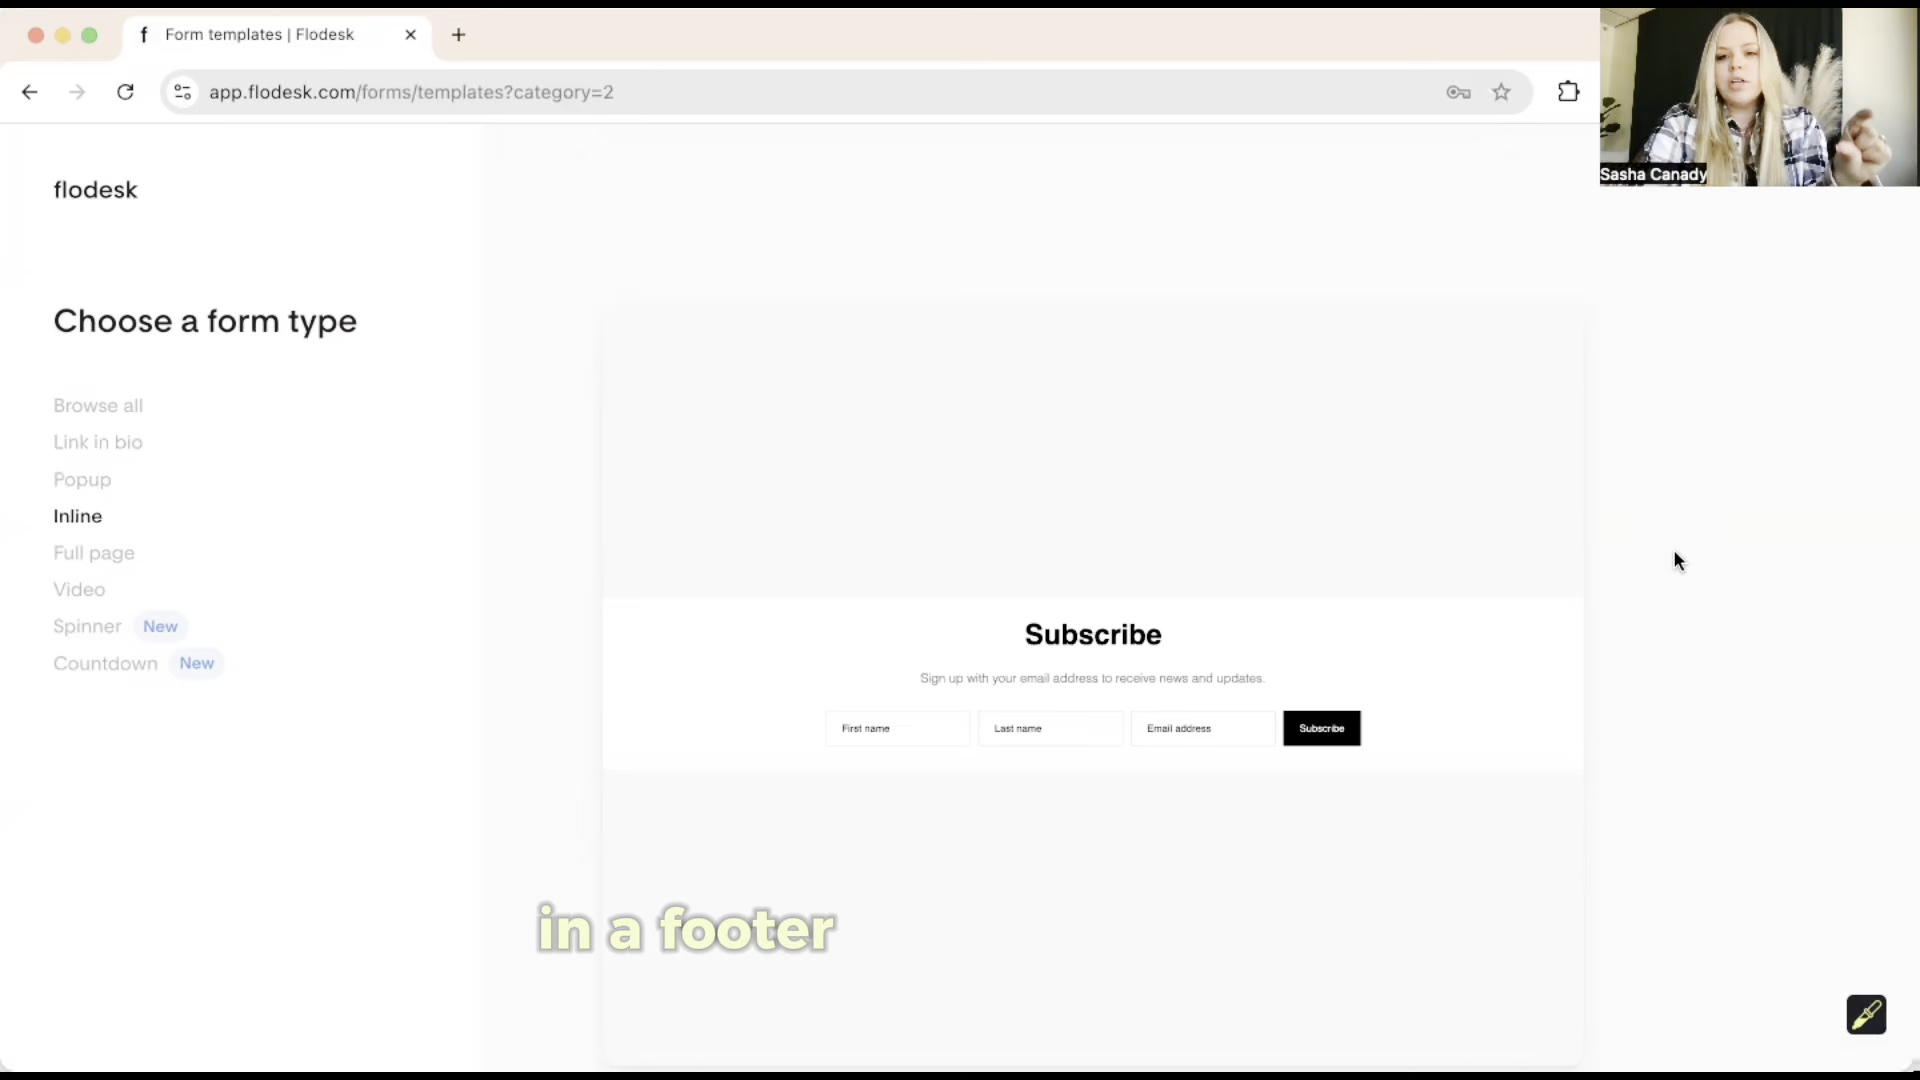 f Form templates | Flodesk
app.flodesk.com/forms/templates?category=2
Sasha Canady
flodesk
Choose a form type
Browse all
Link in bio
Popup
Inline
Full page
Video
Spinner New
Countdown New
Subscribe
Sign up with your email address to receive news and updates.
First name Last name Email address Subscribe
in a footer